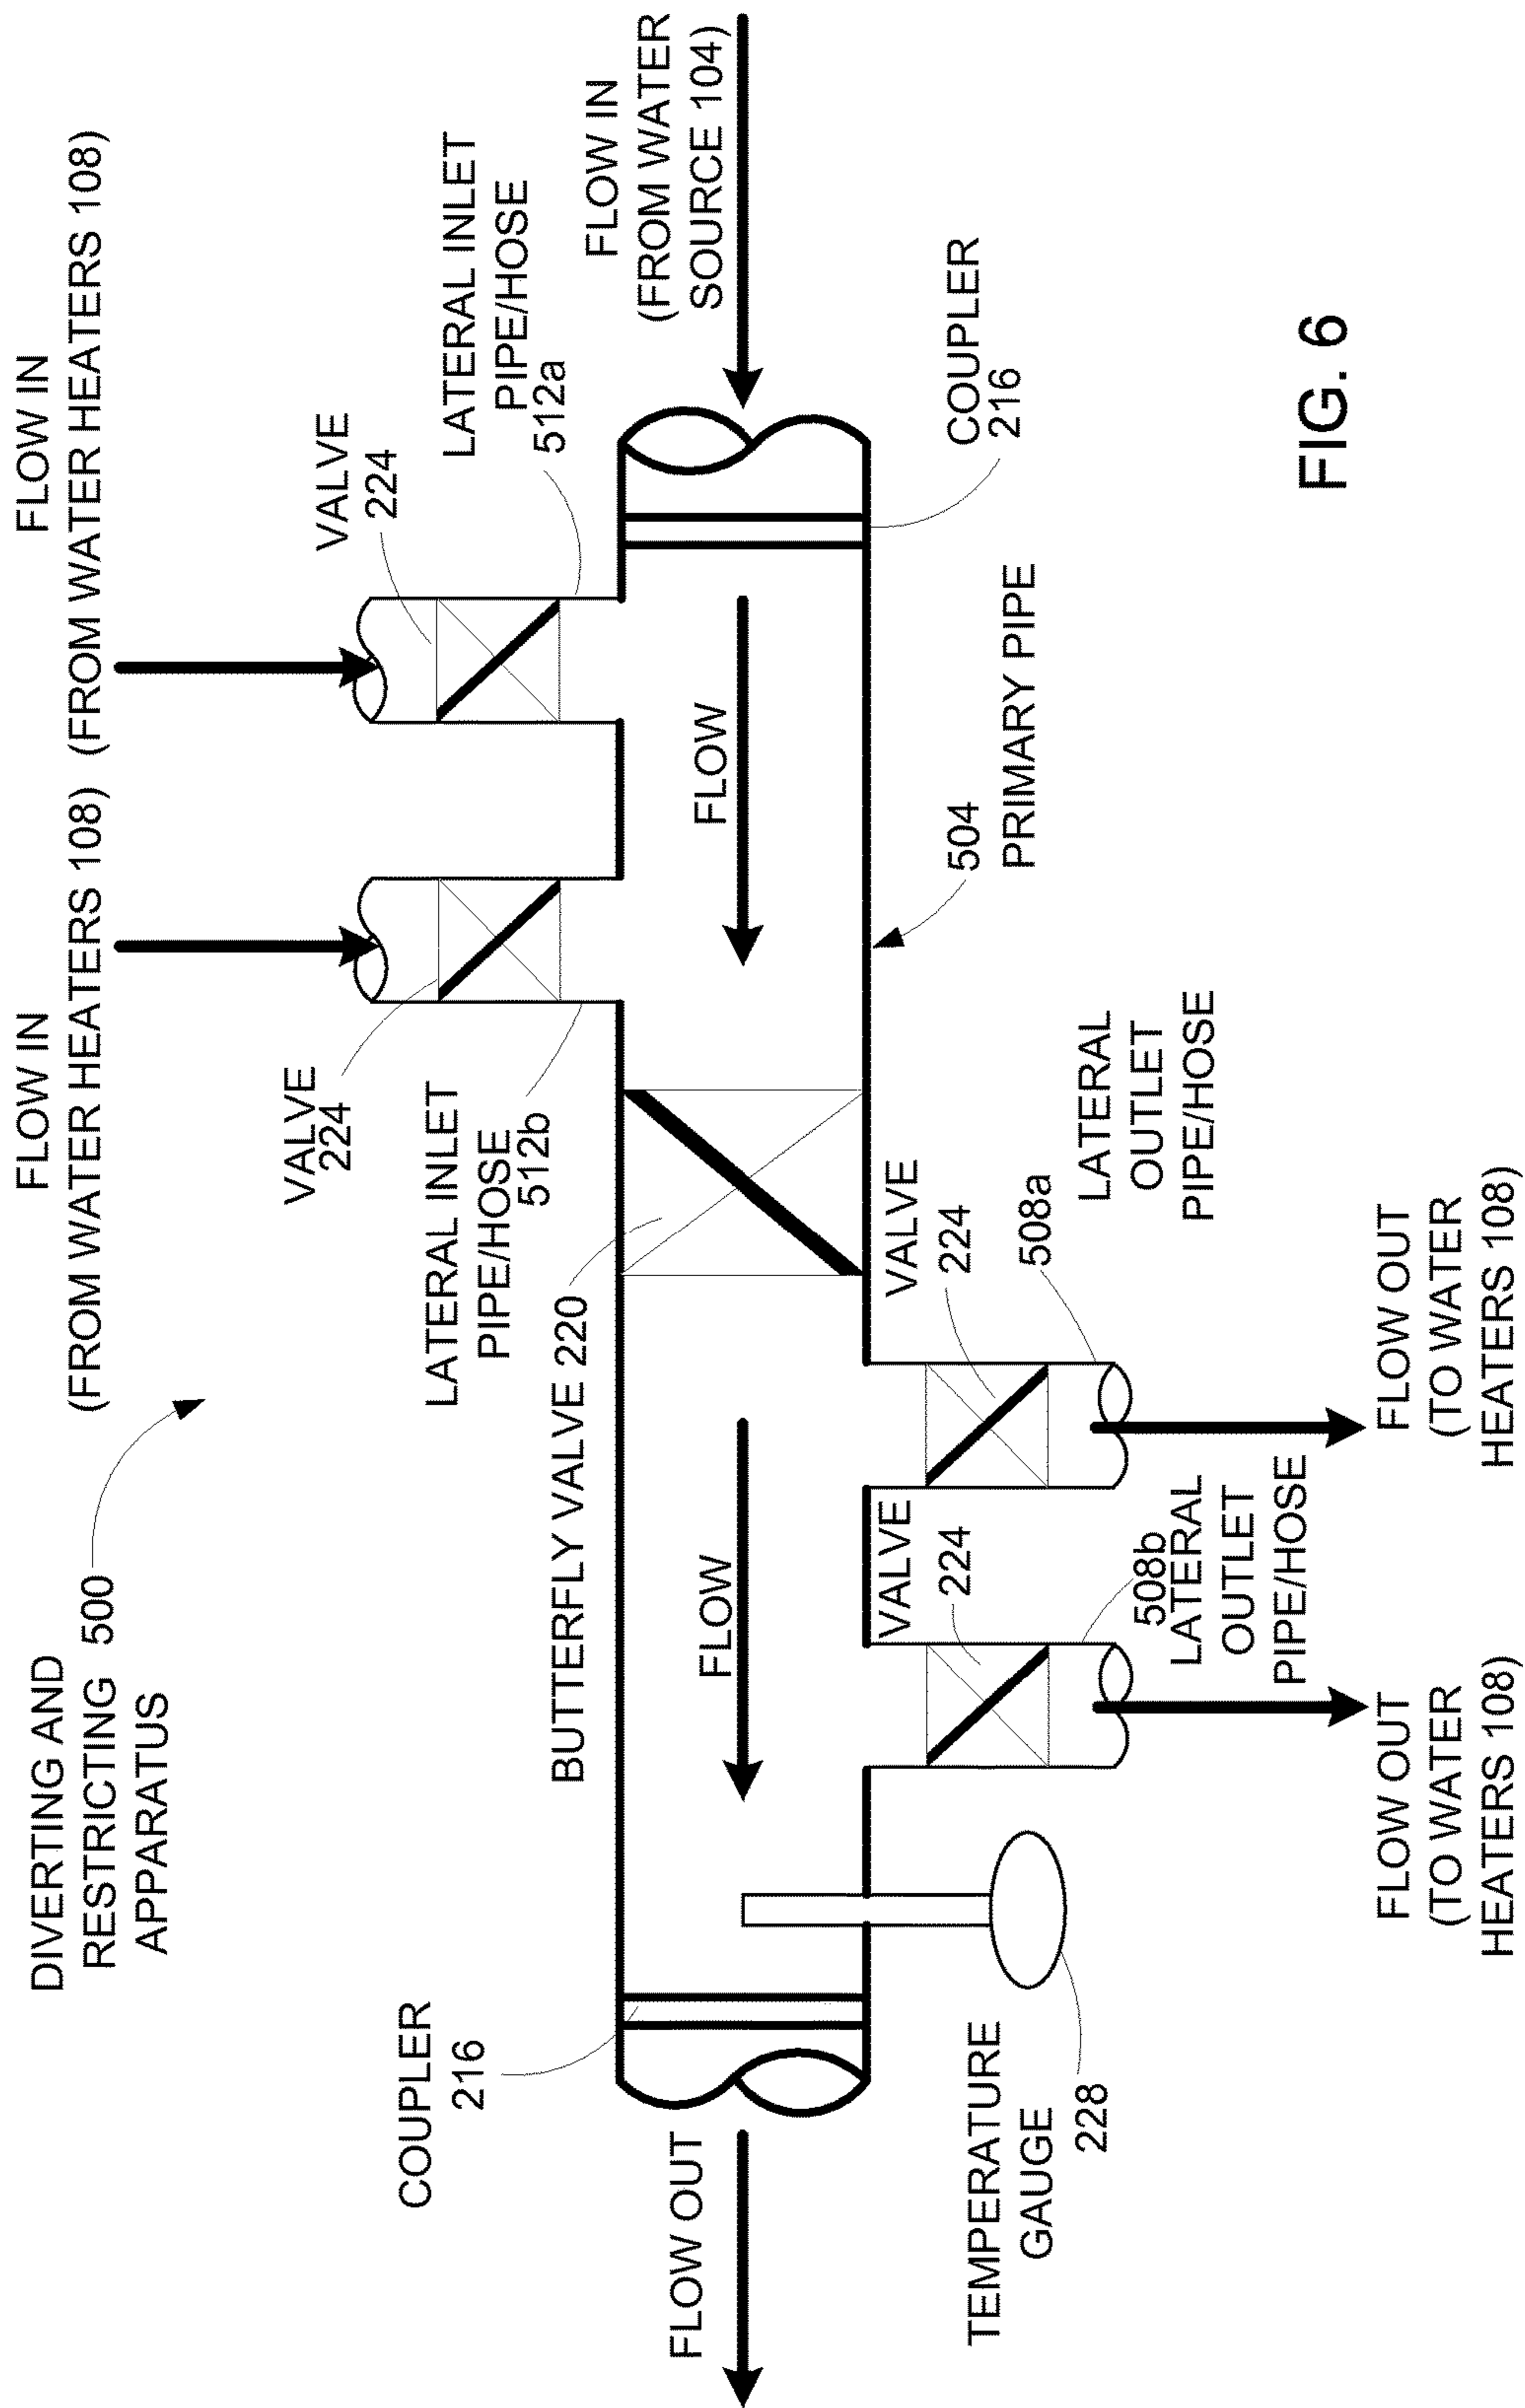 DIVERTING AND
RESTRICTING 500
APPARATUS
FLOW IN
(FROM WATER HEATERS 108)
FLOW IN
(FROM WATER HEATERS 108)
VALVE
224
VALVE
224
LATERAL INLET
PIPE/HOSE
512b
LATERAL INLET
PIPE/HOSE
512a
FLOW IN
(FROM WATER
SOURCE 104)
COUPLER
216
BUTTERFLY VALVE 220
FLOW OUT
FLOW
FLOW
COUPLER
216
504
PRIMARY PIPE
TEMPERATURE
GAUGE
228
VALVE
224
VALVE
224
508b
LATERAL
OUTLET
PIPE/HOSE
508a
LATERAL
OUTLET
PIPE/HOSE
FLOW OUT
(TO WATER
HEATERS 108)
FLOW OUT
(TO WATER
HEATERS 108)
FIG. 6